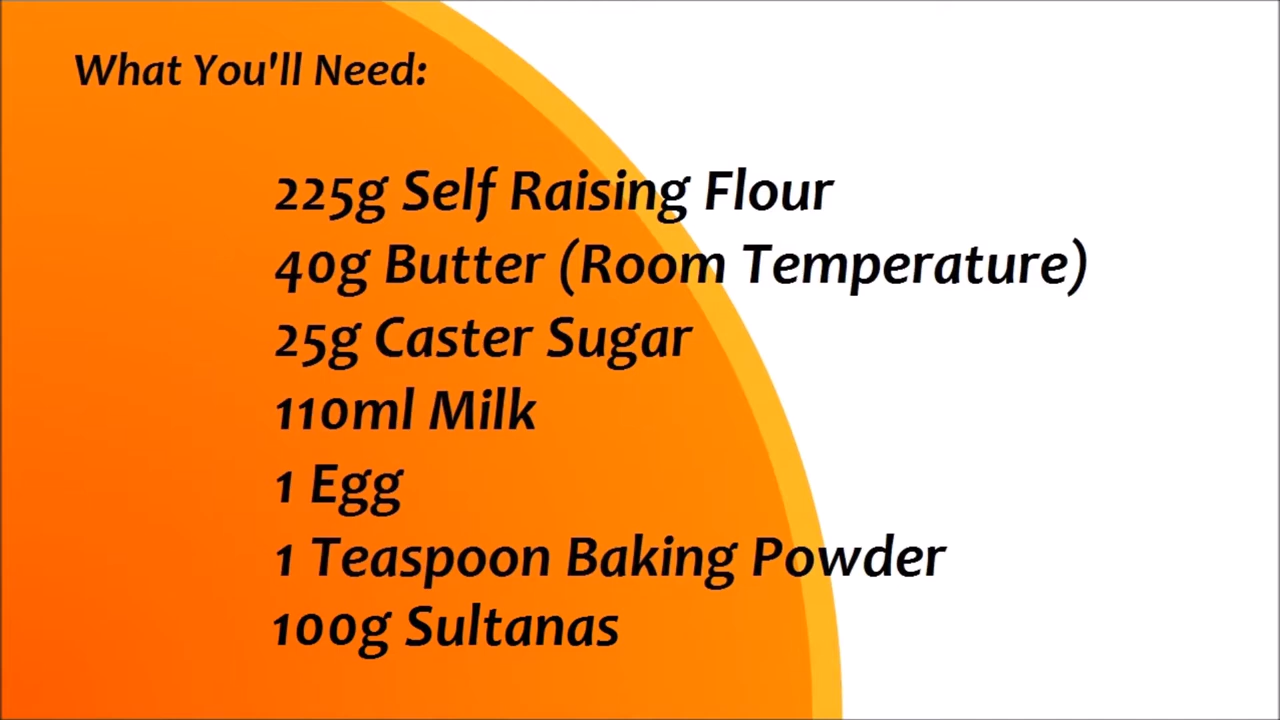 What You'll Need:
225g Self Raising Flour
40g Butter (Room Temperature)
25g Caster Sugar
110ml Milk
1 Egg
1 Teaspoon Baking Powder
100g Sultanas